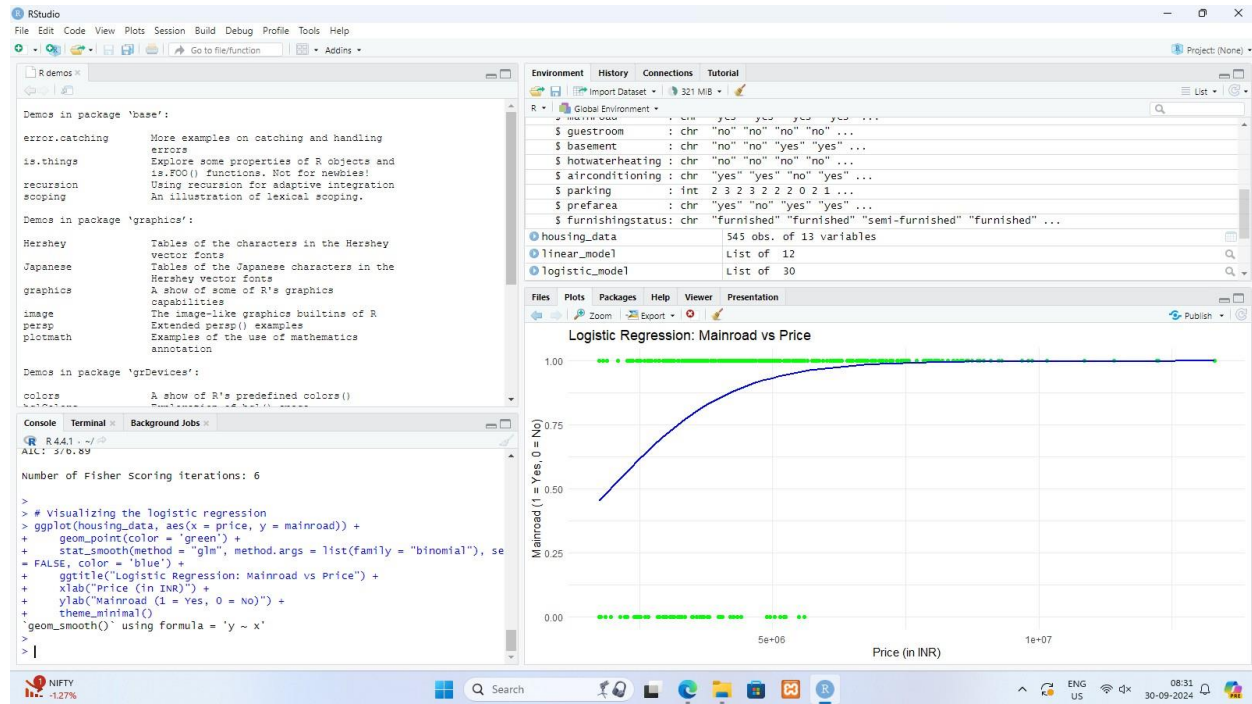 RStudio
File Edit Code View Plots Session Build Debug Profile Tools Help
Go to file/function
Addins
Project: (None)
R demos
Demos in package 'base':
error.catching More examples on catching and handling
errors
is.things Explore some properties of R objects and
is.FOO() functions. Not for newbies!
recursion Using recursion for adaptive integration
scoping An illustration of lexical scoping.
Demos in package 'graphics':
Hershey Tables of the characters in the Hershey
vector fonts
Japanese Tables of the Japanese characters in the
Hershey vector fonts
graphics A show of some of R's graphics
capabilities
image The image-like graphics builtins of R
persp Extended persp() examples
plotmath Examples of the use of mathematics
annotation
Demos in package 'grDevices':
colors A show of R's predefined colors()
Console Terminal Background Jobs
R 4.4.1 · ~/
AIC: 376.89
Number of Fisher Scoring iterations: 6
>
> # Visualizing the logistic regression
> ggplot(housing_data, aes(x = price, y = mainroad)) +
+ geom_point(color = 'green') +
+ stat_smooth(method = "glm", method.args = list(family = "binomial"), se
= FALSE, color = 'blue') +
+ ggtitle("Logistic Regression: Mainroad vs Price") +
+ xlab("Price (in INR)") +
+ ylab("Mainroad (1 = Yes, 0 = No)") +
+ theme_minimal()
`geom_smooth()` using formula = 'y ~ x'
>
>
Environment History Connections Tutorial
Import Dataset 321 MiB
List
R Global Environment
$ mainroad : chr "yes" "yes" "yes" "yes" ...
$ guestroom : chr "no" "no" "no" "no" ...
$ basement : chr "no" "no" "yes" "yes" ...
$ hotwaterheating : chr "no" "no" "no" "no" ...
$ airconditioning : chr "yes" "yes" "no" "yes" ...
$ parking : int 2 3 2 3 2 2 2 0 2 1 ...
$ prefarea : chr "yes" "no" "yes" "yes" ...
$ furnishingstatus: chr "furnished" "furnished" "semi-furnished" "furnished" ...
housing_data 545 obs. of 13 variables
linear_model List of 12
logistic_model List of 30
Files Plots Packages Help Viewer Presentation
Zoom Export Publish
Logistic Regression: Mainroad vs Price
Mainroad (1 = Yes, 0 = No)
1.00
0.75
0.50
0.25
0.00
5e+06 1e+07
Price (in INR)
1
NIFTY
-1.27%
Search
R
PRE
ENG
US
08:31
30-09-2024